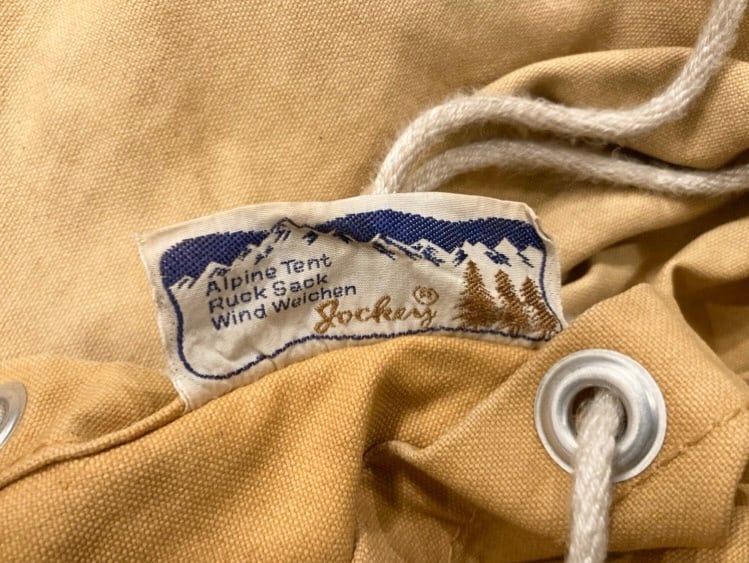 Alpine Tent
Ruck Sack
Wind Weichen
Jockey ®